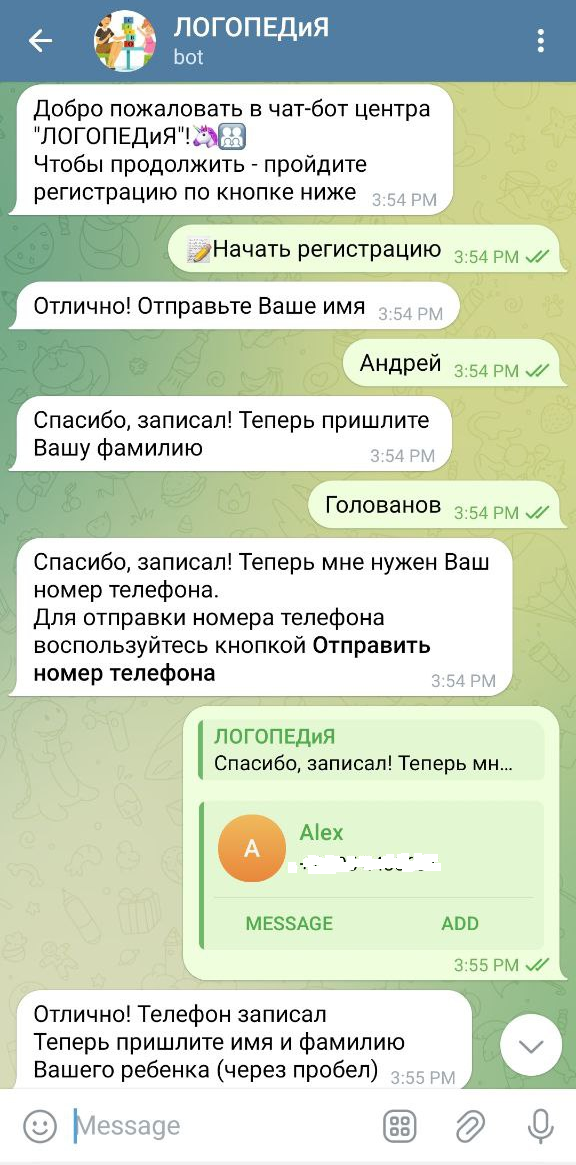 ЛОГОПЕДиЯ
bot
Добро пожаловать в чат-бот центра
"ЛОГОПЕДиЯ"!🦄👨‍👩‍👦‍👦
Чтобы продолжить - пройдите
регистрацию по кнопке ниже 3:54 PM
📝Начать регистрацию 3:54 PM
Отлично! Отправьте Ваше имя 3:54 PM
Андрей 3:54 PM
Спасибо, записал! Теперь пришлите
Вашу фамилию 3:54 PM
Голованов 3:54 PM
Спасибо, записал! Теперь мне нужен Ваш
номер телефона.
Для отправки номера телефона
воспользуйтесь кнопкой Отправить
номер телефона 3:54 PM
ЛОГОПЕДиЯ
Спасибо, записал! Теперь мн...
A Alex
MESSAGE ADD
3:55 PM
Отлично! Телефон записал
Теперь пришлите имя и фамилию
Вашего ребенка (через пробел) 3:55 PM
Message